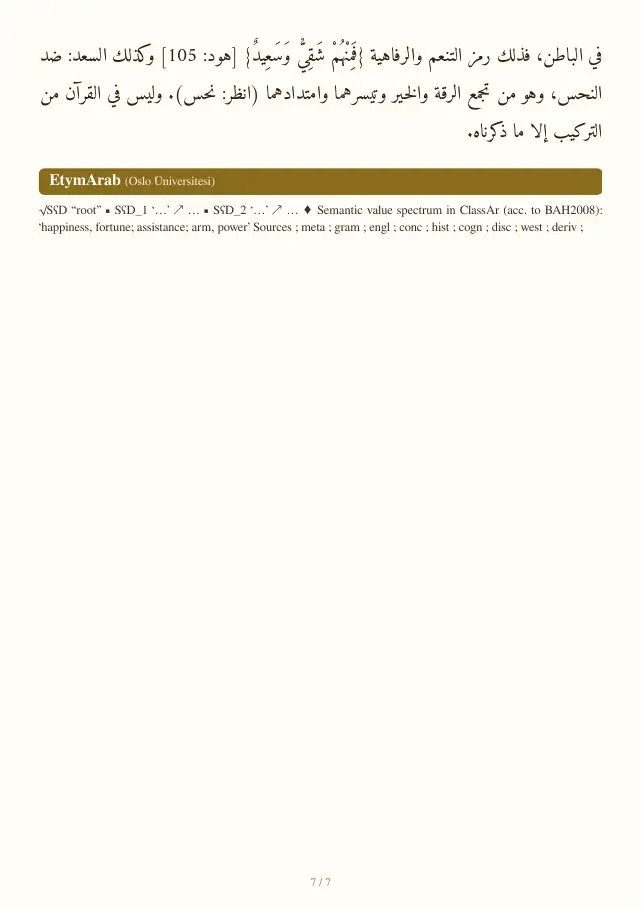 في الباطن، فذلك رمز التنعم والرفاهية {فَمِنْهُمْ شَقِيٌّ وَسَعِيدٌ} [هود: 105] وكذلك السعد: ضد
النحس، وهو من تجمع الرقة والخير وتيسرهما وامتدادهما (انظر: نحس). وليس في القرآن من
التركيب إلا ما ذكرناه.
EtymArab (Oslo Üniversitesi)
√SʕD “root” ▪ SʕD_1 ‘…’ ↗ … ▪ SʕD_2 ‘…’ ↗ … ♦ Semantic value spectrum in ClassAr (acc. to BAH2008):
‘happiness, fortune; assistance; arm, power’ Sources ; meta ; gram ; engl ; conc ; hist ; cogn ; disc ; west ; deriv ;
7 / 7